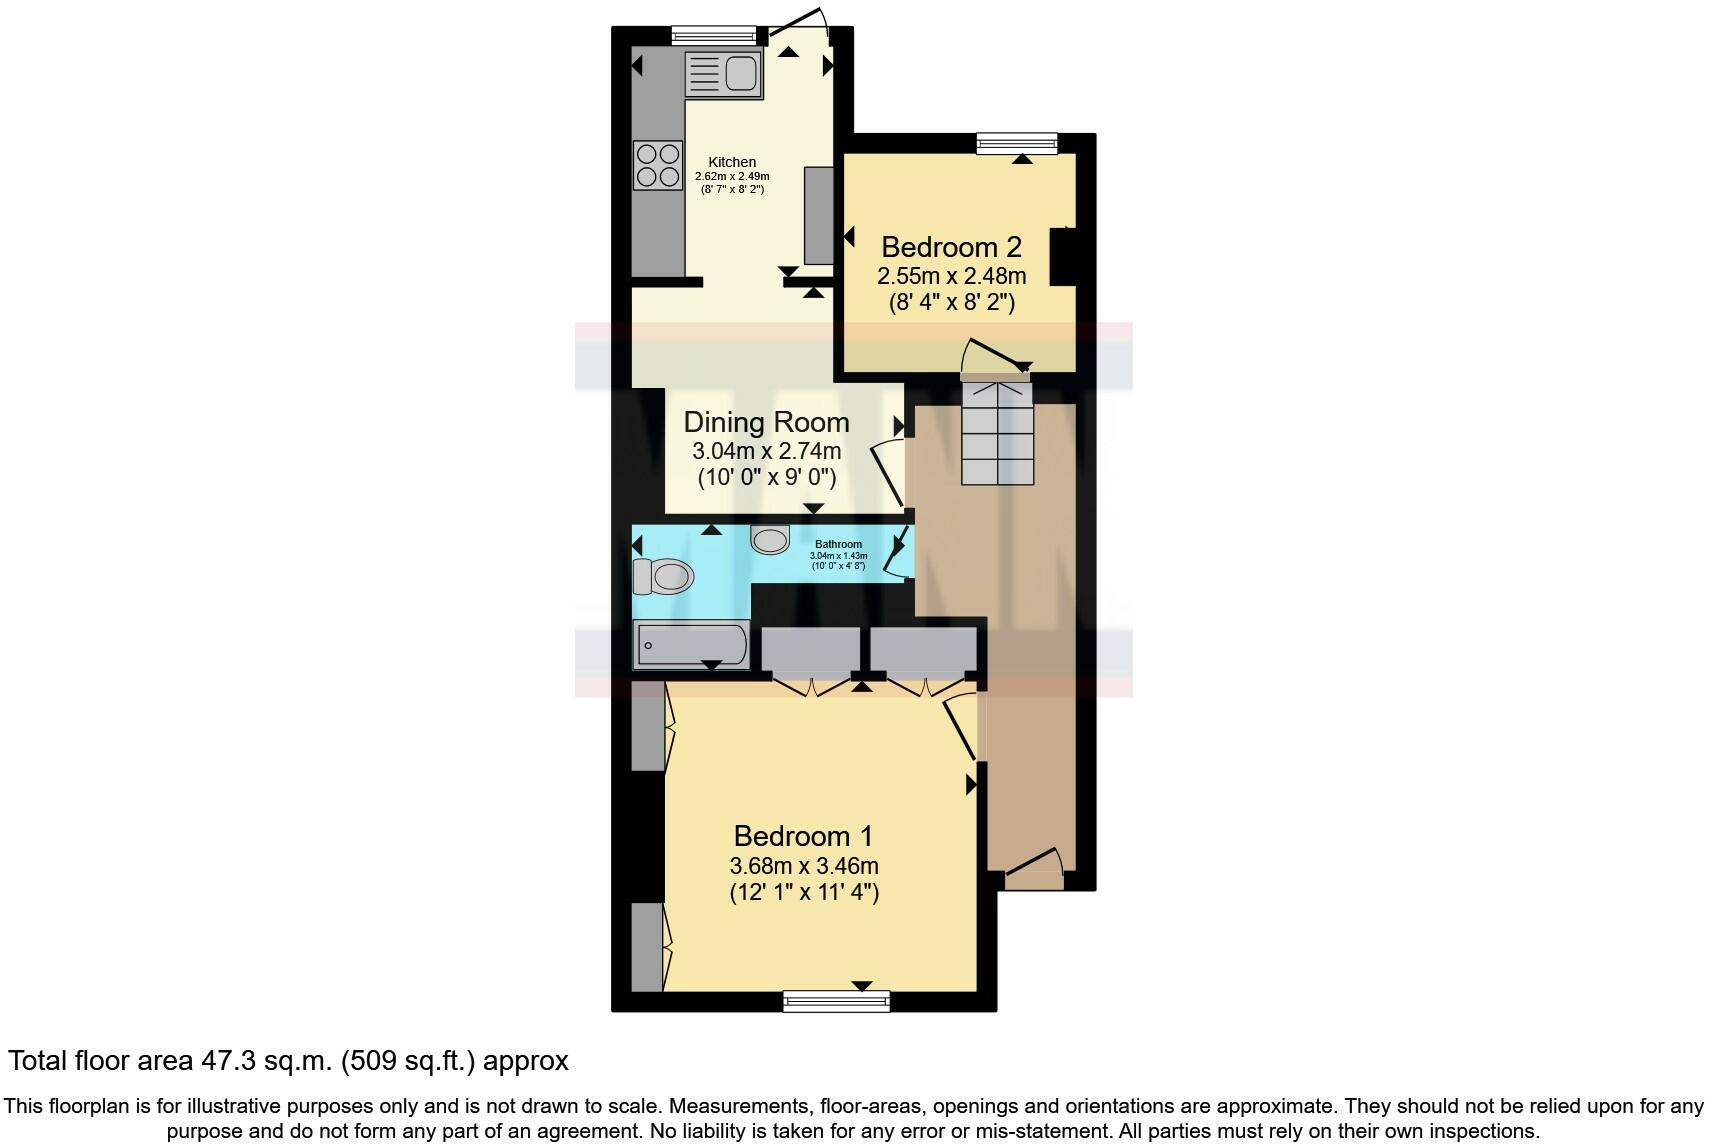 Kitchen
2.62m x 2.49m
(8' 7" x 8' 2")
Bedroom 2
2.55m x 2.48m
(8' 4" x 8' 2")
Dining Room
3.04m x 2.74m
(10' 0" x 9' 0")
Bathroom
3.04m x 1.43m
(10' 0" x 4' 8")
Bedroom 1
3.68m x 3.46m
(12' 1" x 11' 4")
Total floor area 47.3 sq.m. (509 sq.ft.) approx
This floorplan is for illustrative purposes only and is not drawn to scale. Measurements, floor-areas, openings and orientations are approximate. They should not be relied upon for any
purpose and do not form any part of an agreement. No liability is taken for any error or mis-statement. All parties must rely on their own inspections.